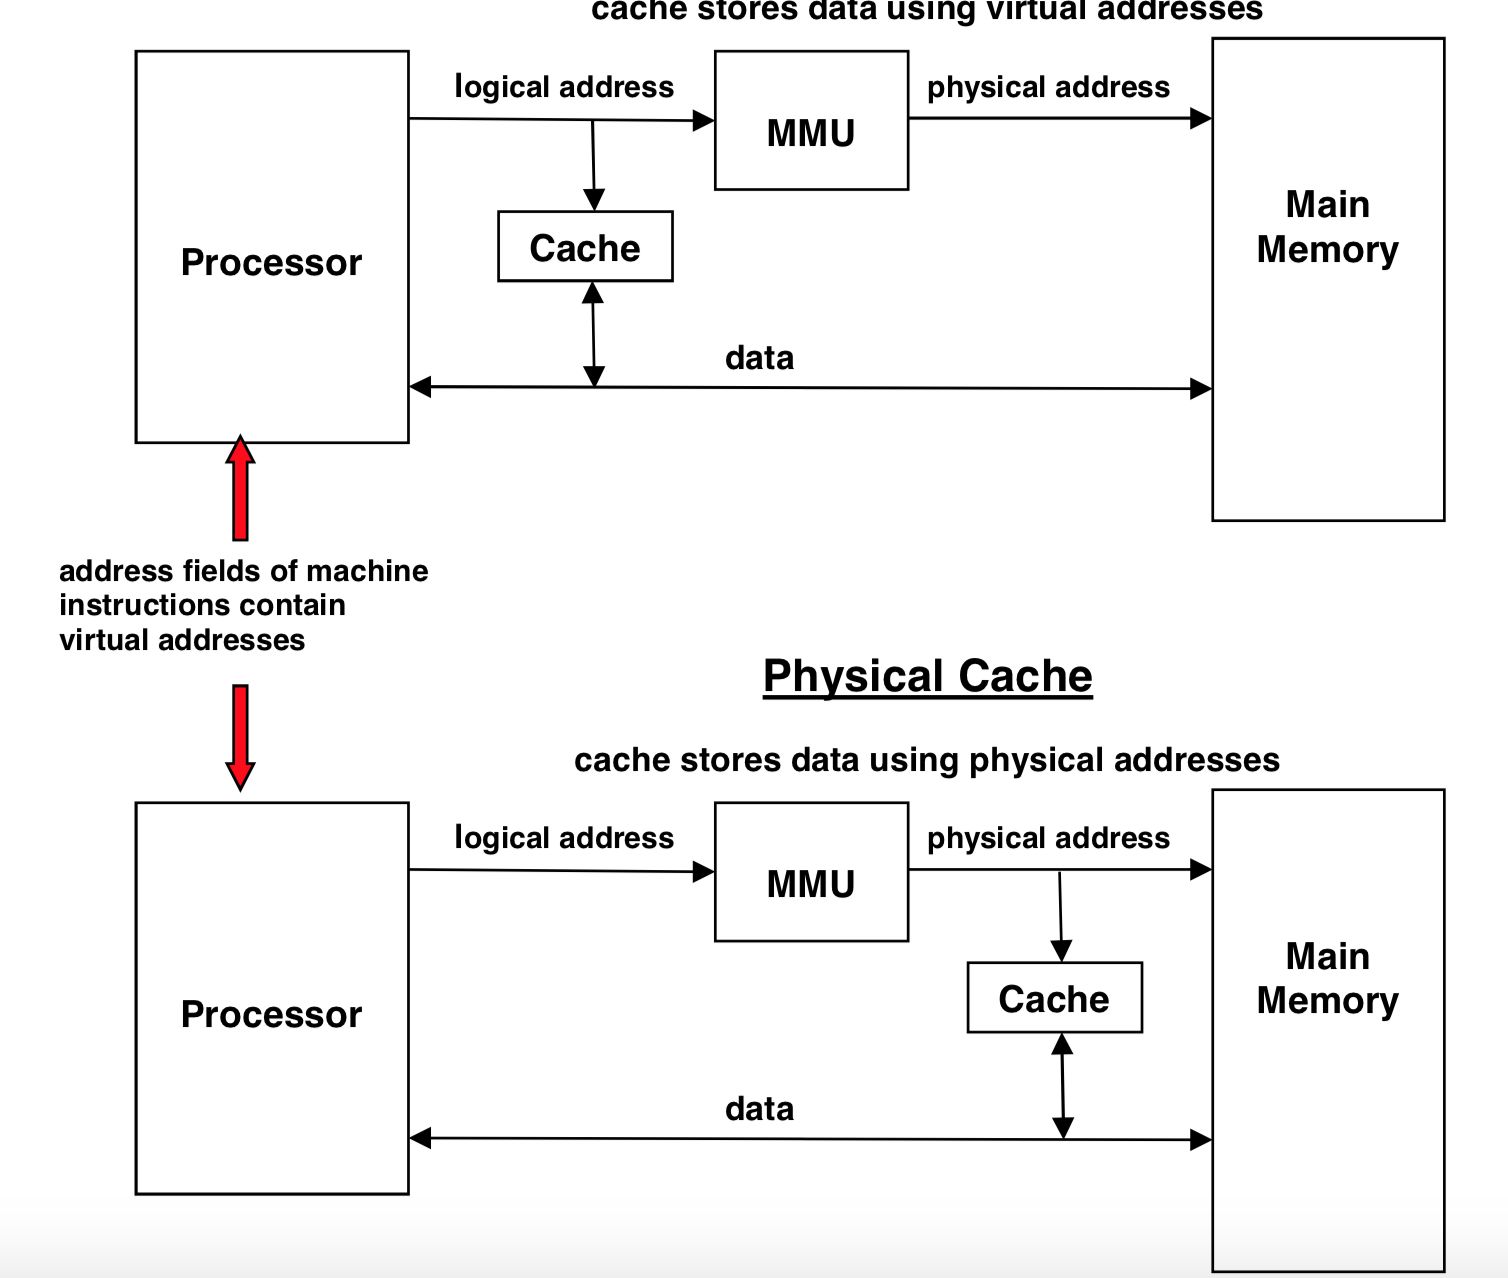 cache stores data using virtual addresses
logical address
physical address
MMU
Main
Memory
Processor
Cache
data
address fields of machine
instructions contain
virtual addresses
Physical Cache
cache stores data using physical addresses
logical address
physical address
MMU
Main
Memory
Processor
Cache
data